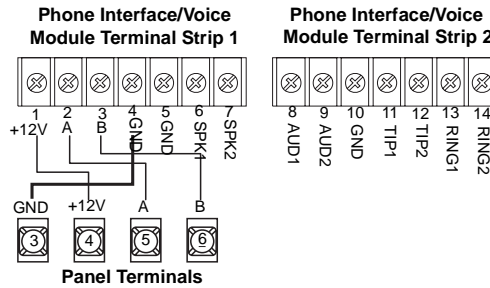 Phone Interface/Voice
Module Terminal Strip 1
1 2 3 4 5 6 7
+12V A B GND GND SPK1 SPK2
Phone Interface/Voice
Module Terminal Strip 2
8 9 10 11 12 13 14
AUD1 AUD2 GND TIP1 TIP2 RING1 RING2
GND +12V A B
3 4 5 6
Panel Terminals